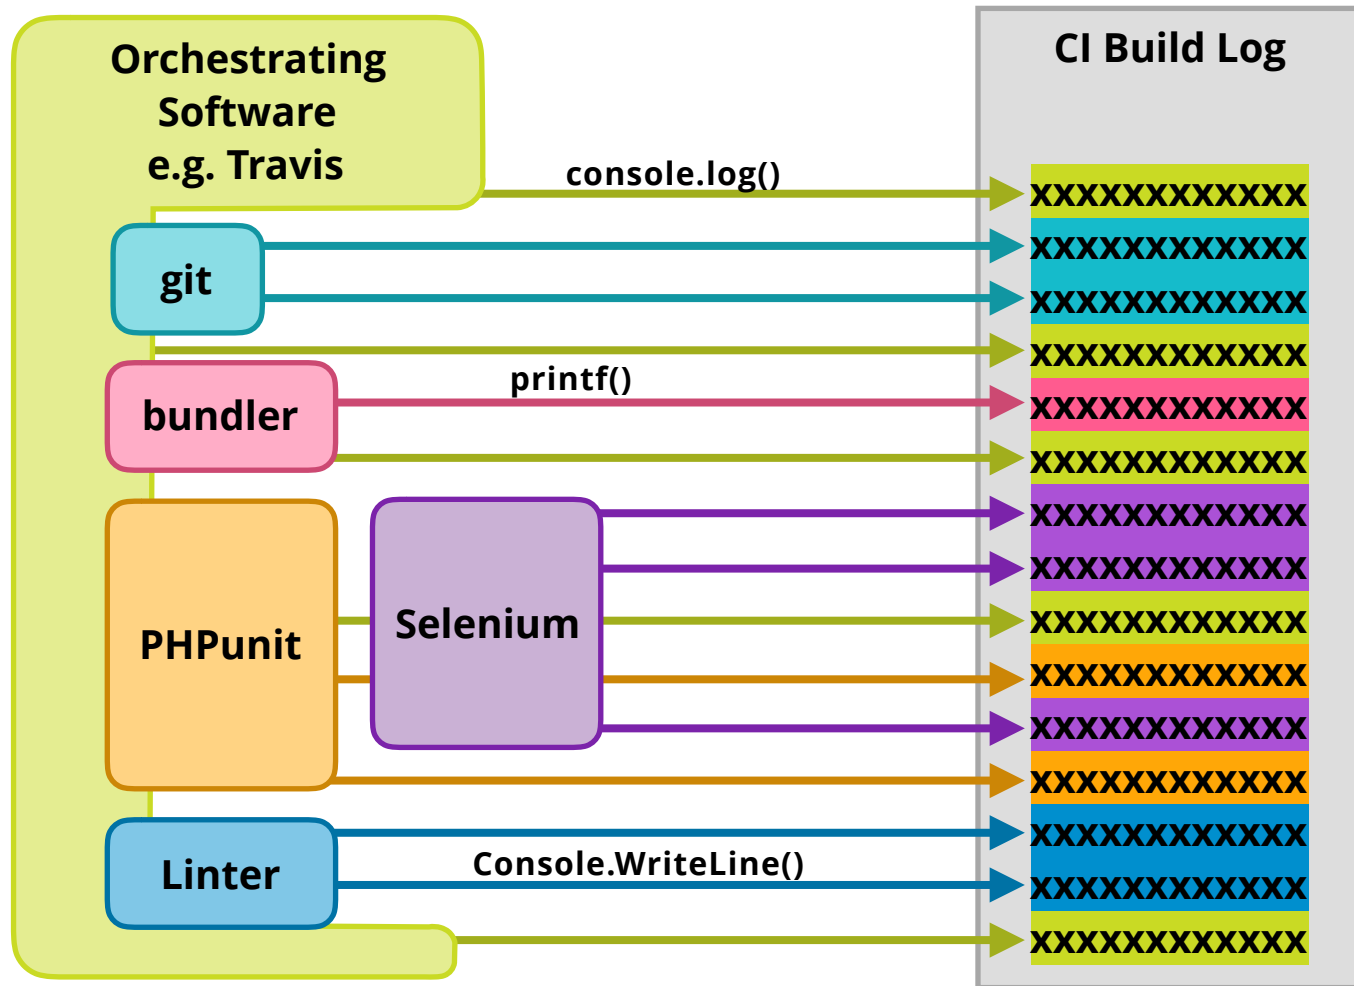 Orchestrating
Software
e.g. Travis
CI Build Log
console.log()
xxxxxxxxxxxx
git
xxxxxxxxxxxx
xxxxxxxxxxxx
xxxxxxxxxxxx
printf()
bundler
xxxxxxxxxxxx
xxxxxxxxxxxx
xxxxxxxxxxxx
xxxxxxxxxxxx
Selenium
xxxxxxxxxxxx
PHPunit
xxxxxxxxxxxx
xxxxxxxxxxxx
xxxxxxxxxxxx
xxxxxxxxxxxx
Console.WriteLine()
Linter
xxxxxxxxxxxx
xxxxxxxxxxxx